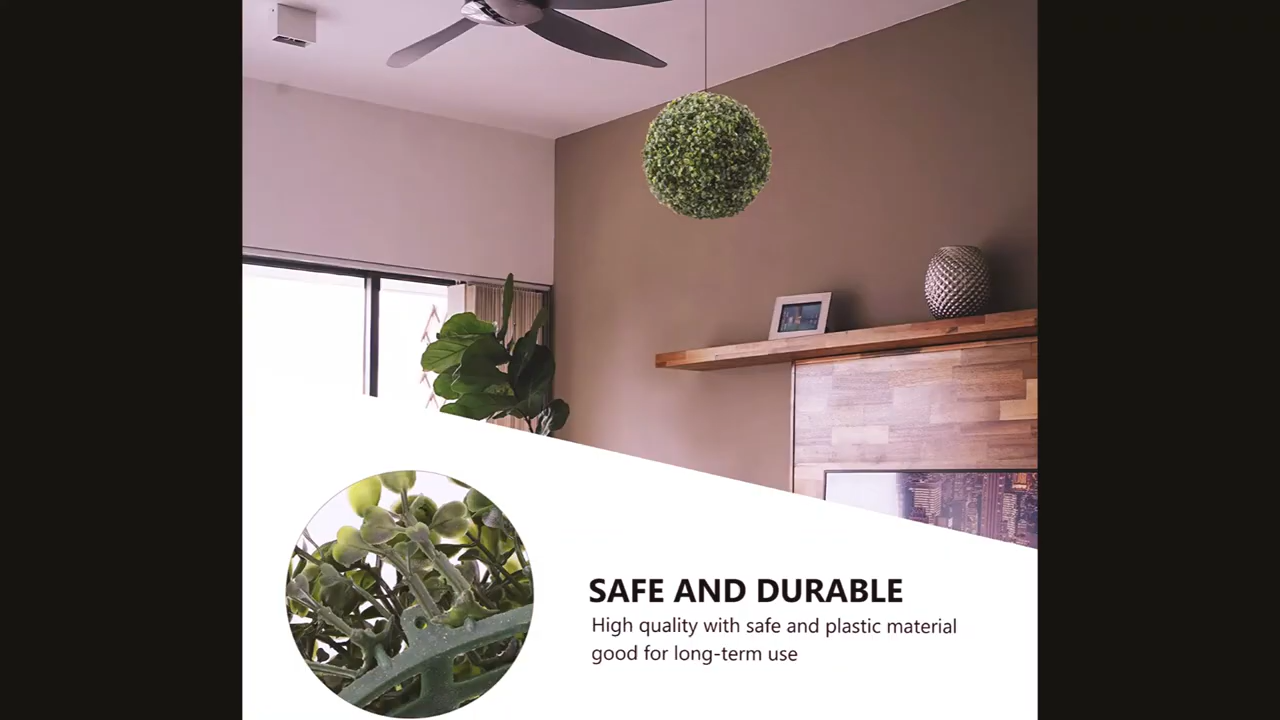 SAFE AND DURABLE
High quality with safe and plastic material
good for long-term use